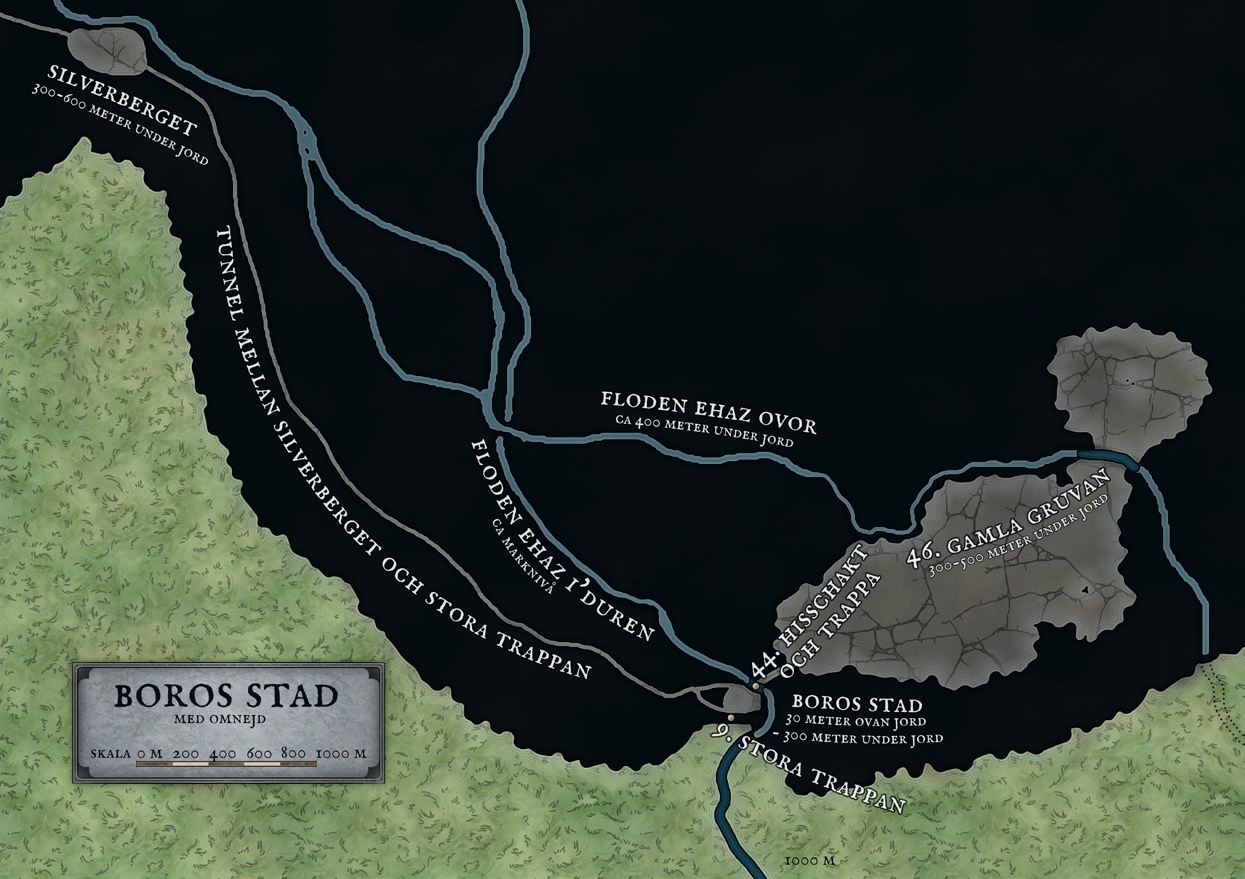 SILVERBERGET
300-600 METER UNDER JORD
TUNNEL MELLAN SILVERBERGET OCH STORA TRAPPAN
FLODEN EHAZ OVOR
CA 400 METER UNDER JORD
FLODEN EHAZ I'DUREN
CA MARKNIVÅ
46. GAMLA GRUVAN
300-500 METER UNDER JORD
44. HISSCHAKT
OCH TRAPPA
BOROS STAD
30 METER OVAN JORD
- 300 METER UNDER JORD
9. STORA TRAPPAN
BOROS STAD
MED OMNEJD
SKALA 0 M 200 400 600 800 1000 M
1000 M